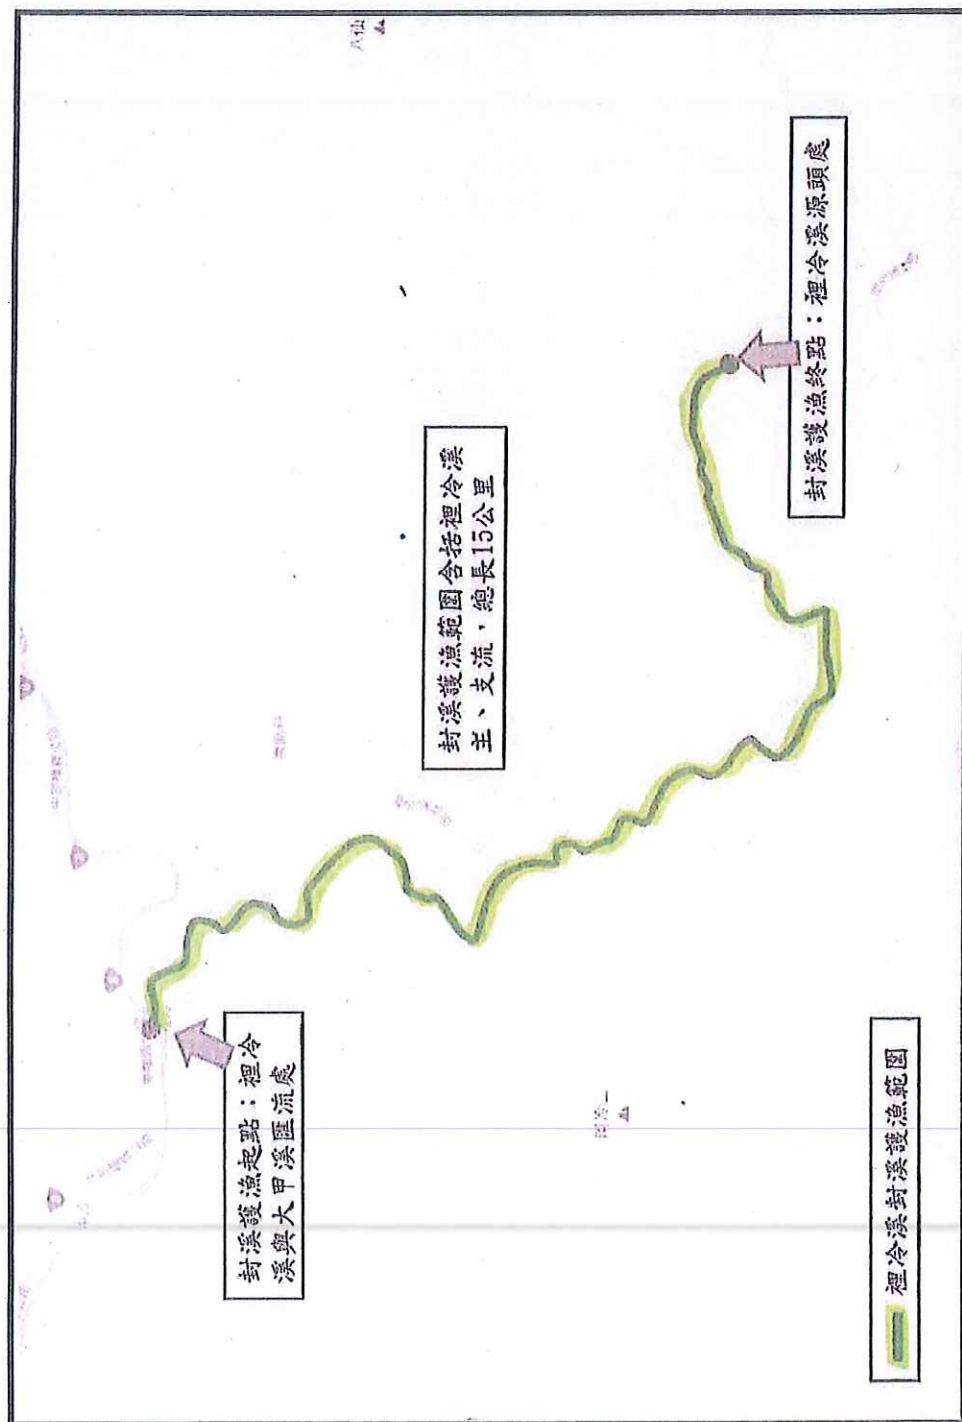 八仙
封溪護漁終點：裡冷溪源頭處
封溪護漁範圍含括裡冷溪
主、支流，總長15公里
封溪護漁起點：裡冷
溪與大甲溪匯流處
裡冷溪封溪護漁範圍